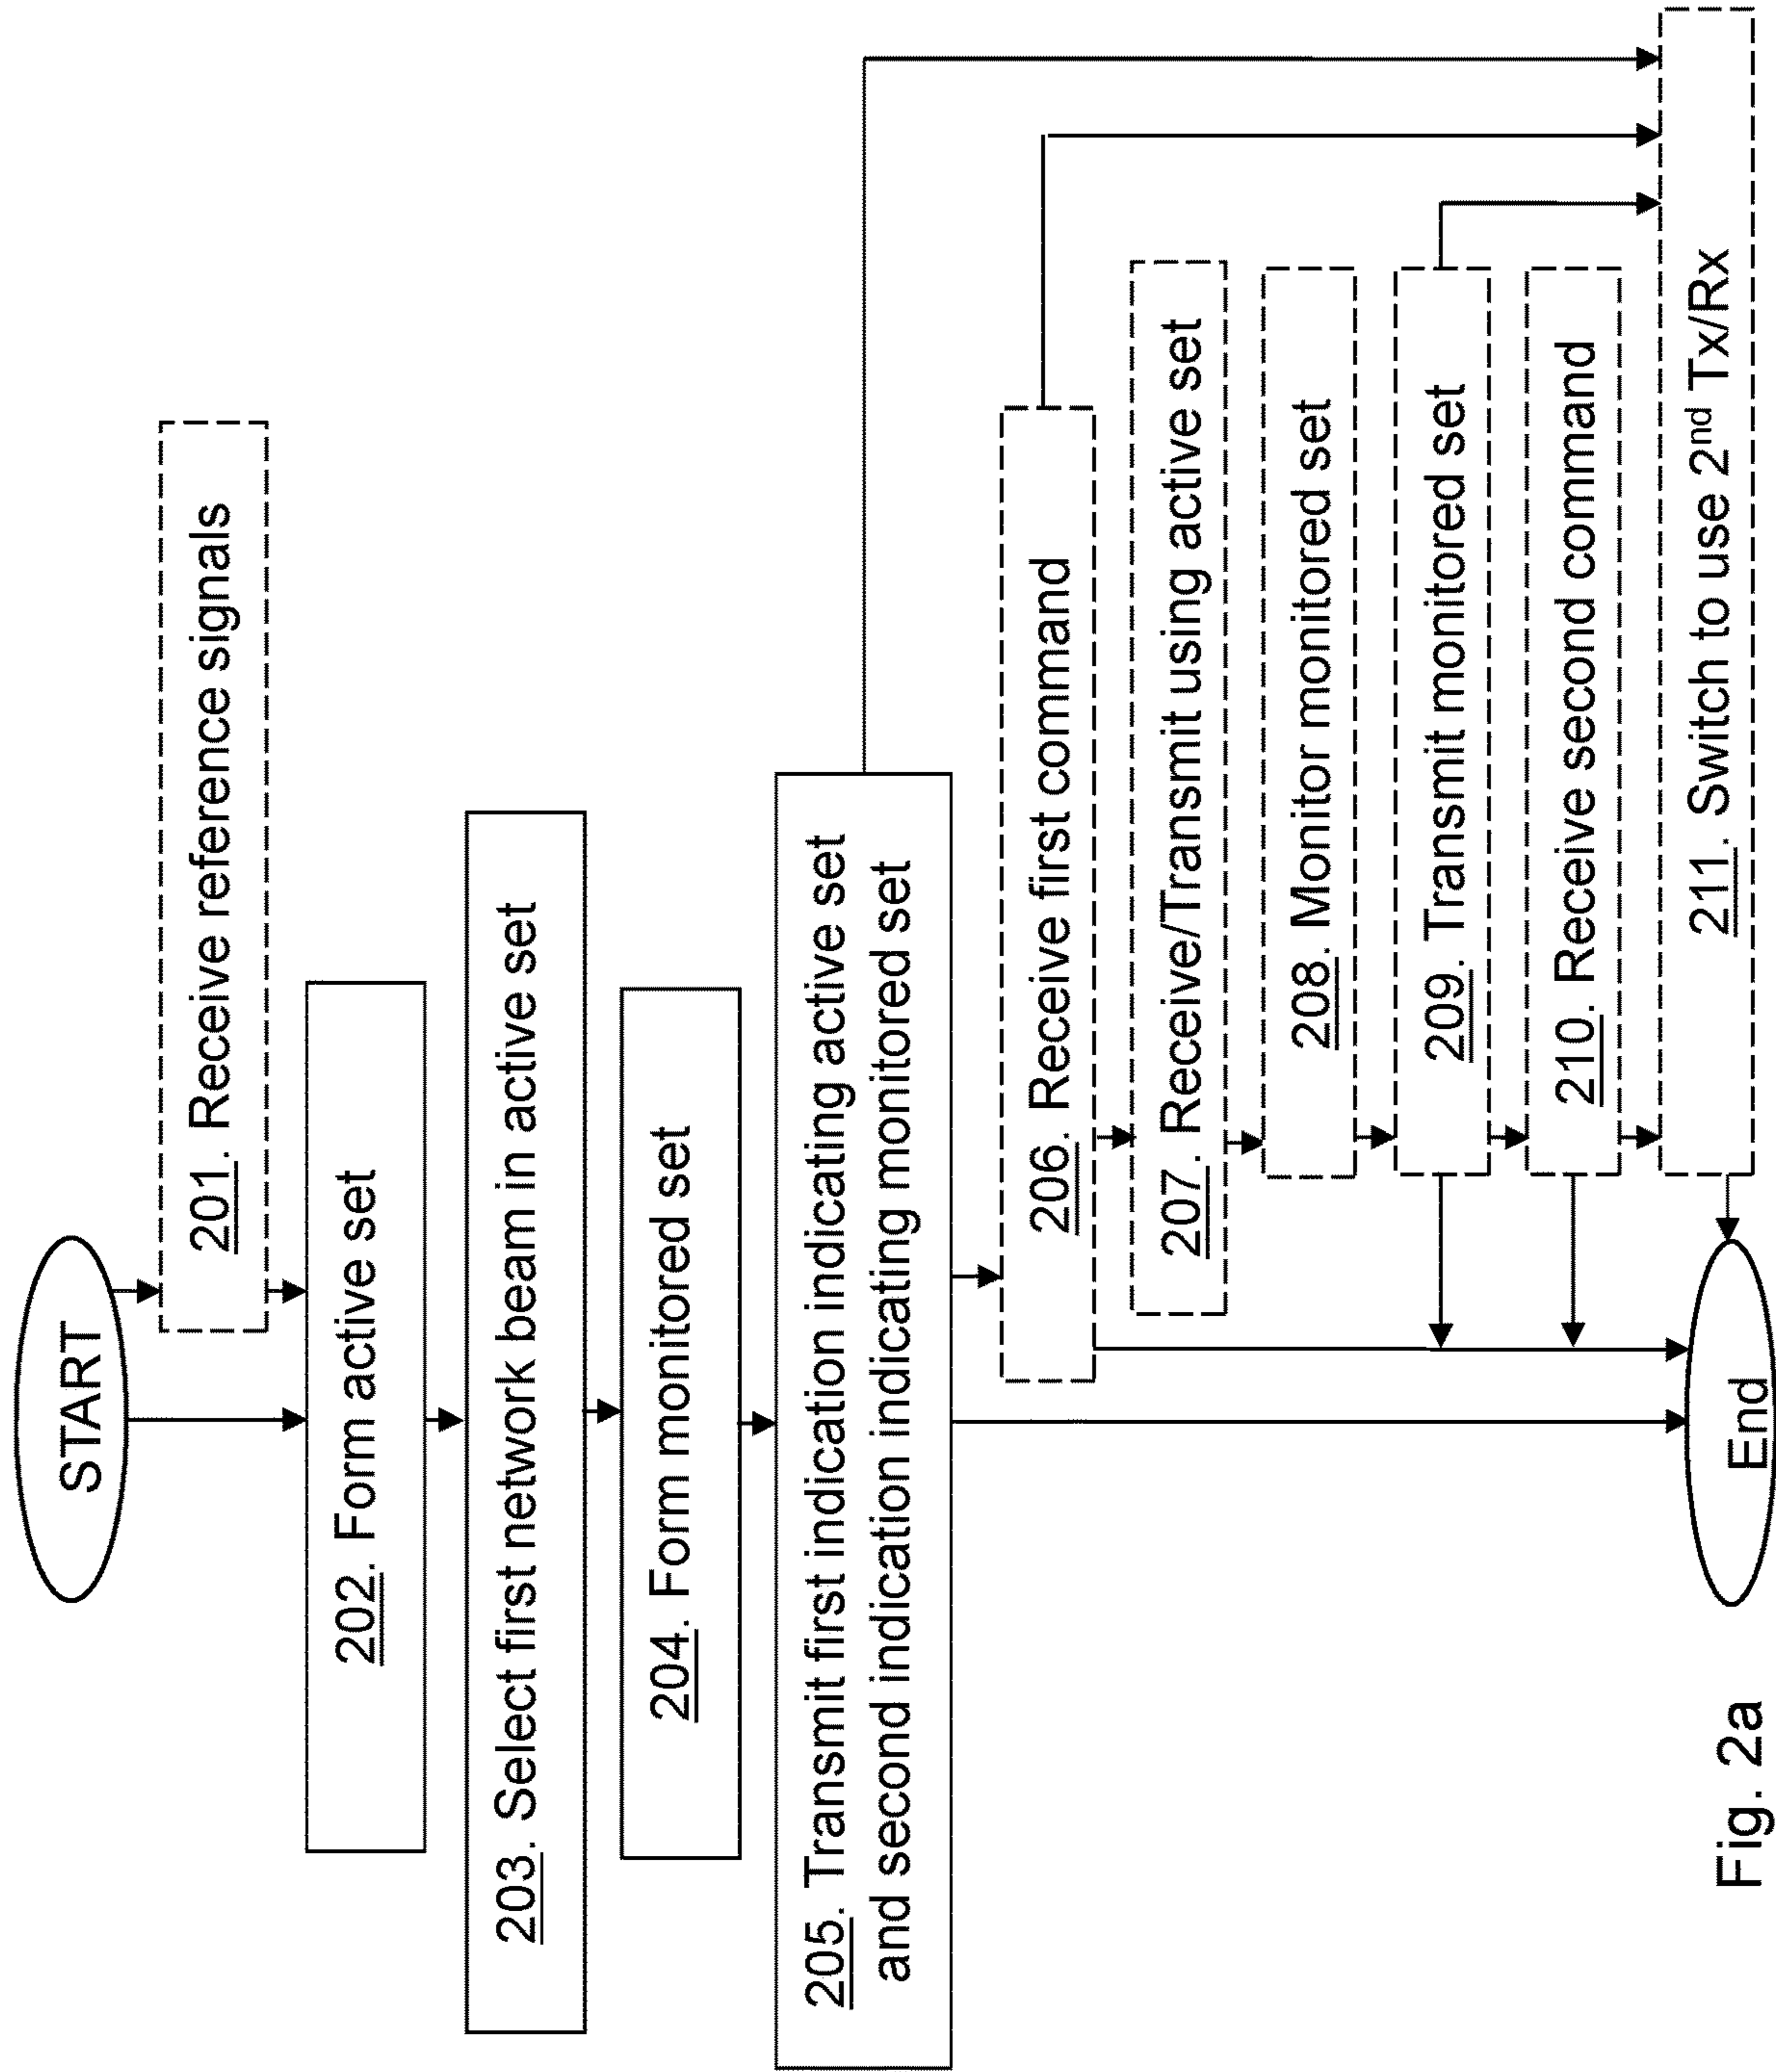 START
201. Receive reference signals
202. Form active set
203. Select first network beam in active set
204. Form monitored set
205. Transmit first indication indicating active set
and second indication indicating monitored set
206. Receive first command
207. Receive/Transmit using active set
208. Monitor monitored set
209. Transmit monitored set
210. Receive second command
211. Switch to use 2nd Tx/Rx
End
Fig. 2a